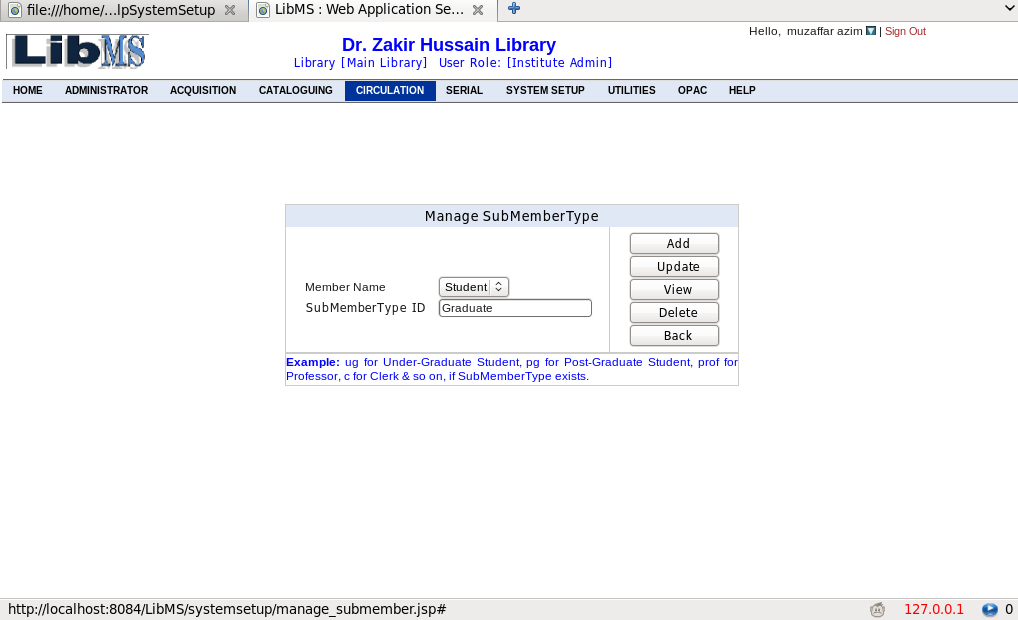 file:///home/...lpSystemSetup LibMS : Web Application Se...
Hello, muzaffar azim | Sign Out
LibMS
Dr. Zakir Hussain Library
Library [Main Library] User Role: [Institute Admin]
HOME ADMINISTRATOR ACQUISITION CATALOGUING CIRCULATION SERIAL SYSTEM SETUP UTILITIES OPAC HELP
Manage SubMemberType
Member Name Student
SubMemberType ID Graduate
Add
Update
View
Delete
Back
Example: ug for Under-Graduate Student, pg for Post-Graduate Student, prof for
Professor, c for Clerk & so on, if SubMemberType exists.
http://localhost:8084/LibMS/systemsetup/manage_submember.jsp# 127.0.0.1 0